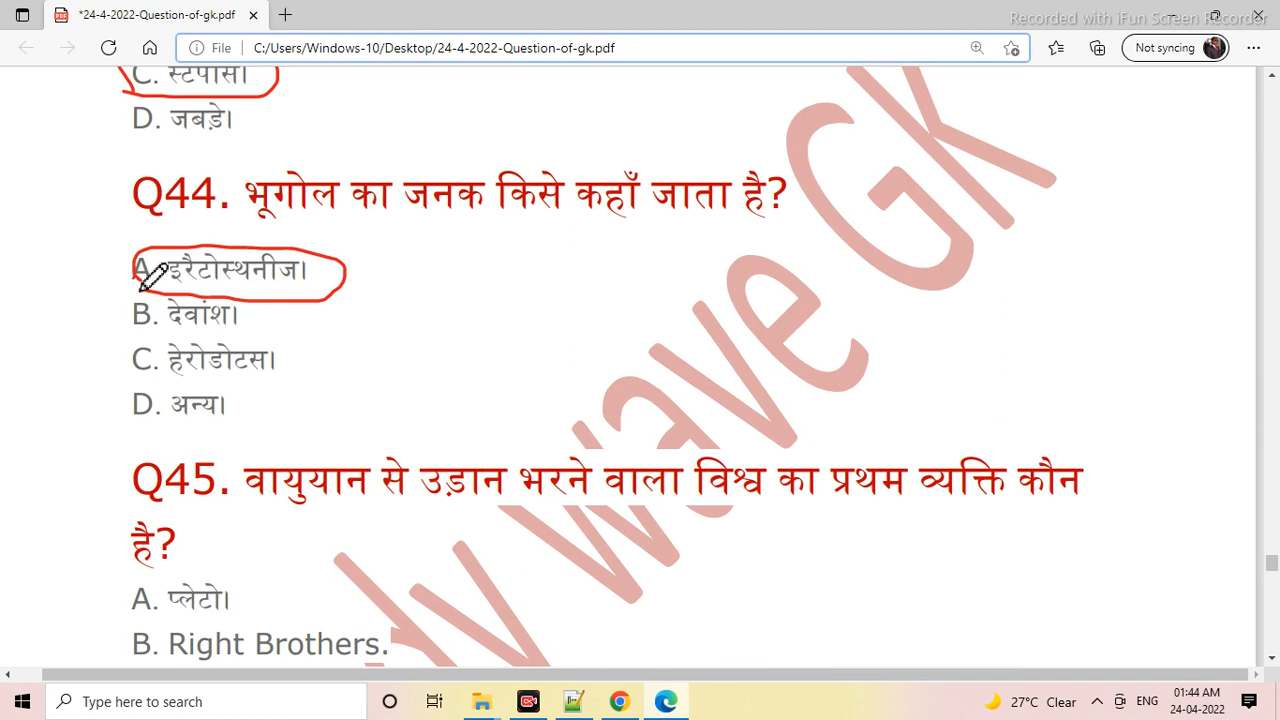 *24-4-2022-Question-of-gk.pdf
Recorded with iFun Screen Recorder
File
C:/Users/Windows-10/Desktop/24-4-2022-Question-of-gk.pdf
Not syncing
C. स्टेपीस।
D. जबड़े।
Q44. भूगोल का जनक किसे कहाँ जाता है?
A. इरैटोस्थनीज।
B. देवांश।
C. हेरोडोटस।
D. अन्य।
Q45. वायुयान से उड़ान भरने वाला विश्व का प्रथम व्यक्ति कौन
है?
A. प्लेटो।
B. Right Brothers.
wave Gk
Type here to search
27°C Clear
ENG
01:44 AM
24-04-2022